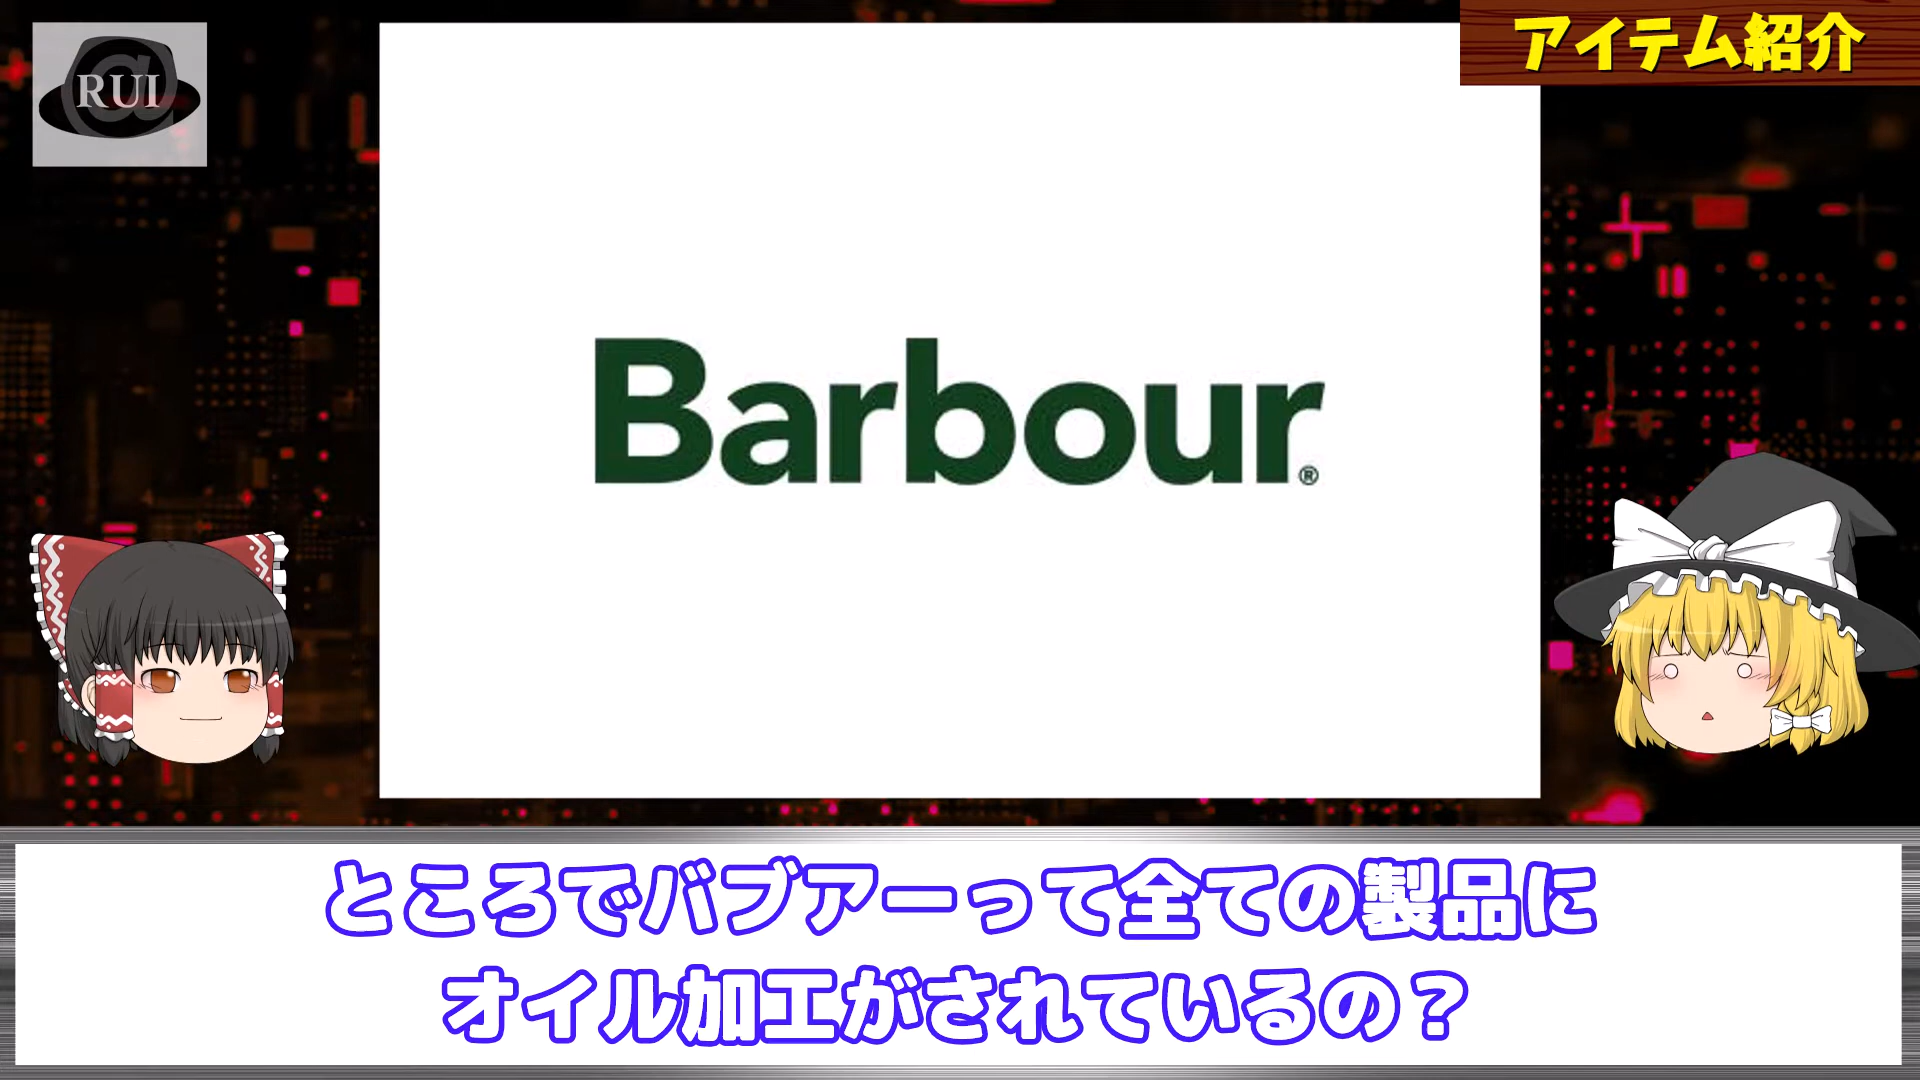 @
RUI
アイテム紹介
Barbour®
ところでバブアーって全ての製品に
オイル加工がされているの？